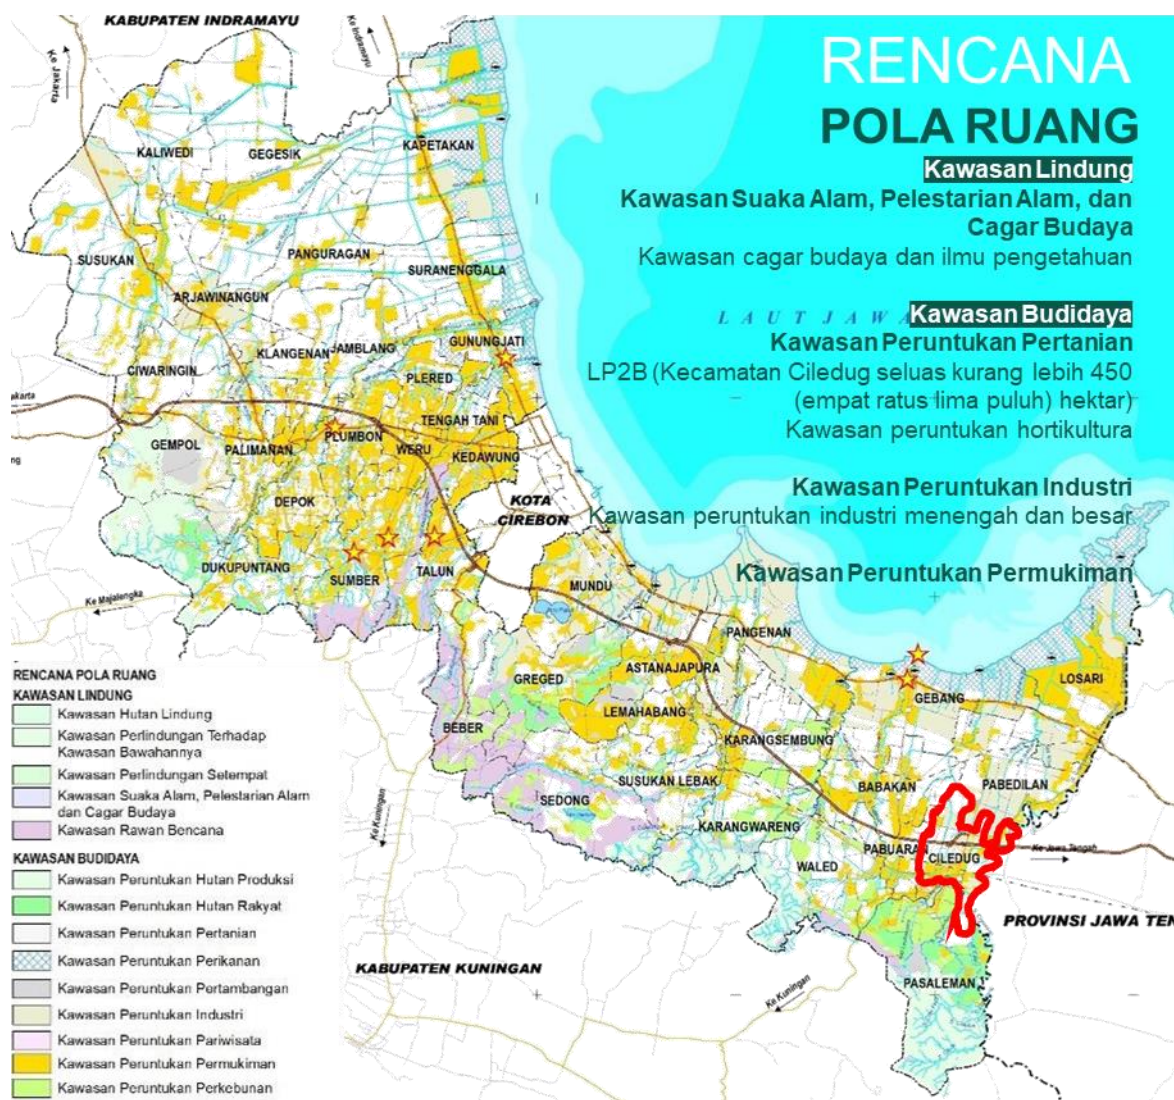 KABUPATEN INDRAMAYU
Ke Jakarta
Ke Indramayu
RENCANA
POLA RUANG
Kawasan Lindung
Kawasan Suaka Alam, Pelestarian Alam, dan
Cagar Budaya
Kawasan cagar budaya dan ilmu pengetahuan
LAUT JAWA
Kawasan Budidaya
Kawasan Peruntukan Pertanian
LP2B (Kecamatan Ciledug seluas kurang lebih 450
(empat ratus lima puluh) hektar)
Kawasan peruntukan hortikultura
Kawasan Peruntukan Industri
Kawasan peruntukan industri menengah dan besar
Kawasan Peruntukan Permukiman
KALIWEDI
GEGESIK
KAPETAKAN
SUSUKAN
PANGURAGAN
SURANENGGALA
ARJAWINANGUN
KLANGENAN
JAMBLANG
GUNUNGJATI
CIWARINGIN
PLERED
TENGAH TANI
GEMPOL
PALIMANAN
PLUMBON
WERU
KEDAWUNG
DEPOK
KOTA
CIREBON
DUKUPUNTANG
SUMBER
TALUN
MUNDU
Ke Majalengka
PANGENAN
ASTANAJAPURA
GREGED
LOSARI
GEBANG
LEMAHABANG
BEBER
KARANGSEMBUNG
SUSUKAN LEBAK
BABAKAN
PABEDILAN
SEDONG
KARANGWARENG
Ke Kuningan
PABUARAN
CILEDUG
Ke Jawa Tengah
WALED
PROVINSI JAWA TEN
KABUPATEN KUNINGAN
PASALEMAN
Ke Kuningan
RENCANA POLA RUANG
KAWASAN LINDUNG
Kawasan Hutan Lindung
Kawasan Perlindungan Terhadap
Kawasan Bawahannya
Kawasan Perlindungan Setempat
Kawasan Suaka Alam, Pelestarian Alam
dan Cagar Budaya
Kawasan Rawan Bencana
KAWASAN BUDIDAYA
Kawasan Peruntukan Hutan Produksi
Kawasan Peruntukan Hutan Rakyat
Kawasan Peruntukan Pertanian
Kawasan Peruntukan Perikanan
Kawasan Peruntukan Pertambangan
Kawasan Peruntukan Industri
Kawasan Peruntukan Pariwisata
Kawasan Peruntukan Permukiman
Kawasan Peruntukan Perkebunan